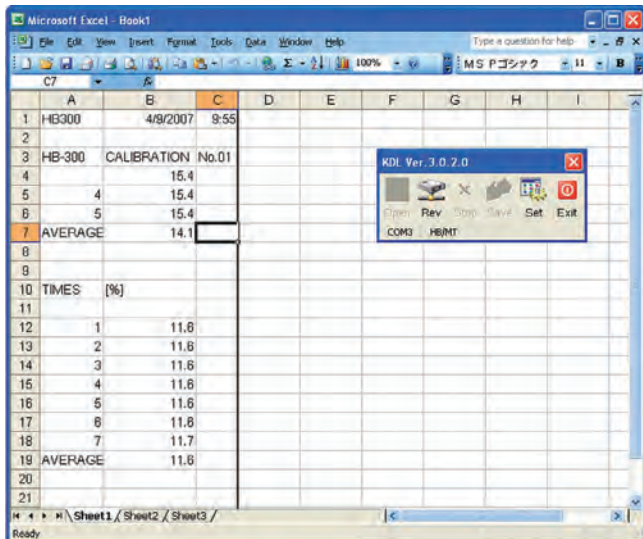 Microsoft Excel - Book1
File Edit View Insert Format Tools Data Window Help Type a question for help
100% MS Pゴシック 11 B
C7 fx
A B C D E F G H I
1 HB300 4/9/2007 9:55
2
3 HB-300 CALIBRATION No.01
4 15.4
5 4 15.4
6 5 15.4
7 AVERAGE 14.1
8
9
10 TIMES [%]
11
12 1 11.6
13 2 11.6
14 3 11.6
15 4 11.6
16 5 11.6
17 6 11.6
18 7 11.7
19 AVERAGE 11.6
20
21
KDL Ver.3.0.2.0
Open Rev Stop Save Set Exit
COM3 HB/MT
Sheet1 Sheet2 Sheet3
Ready